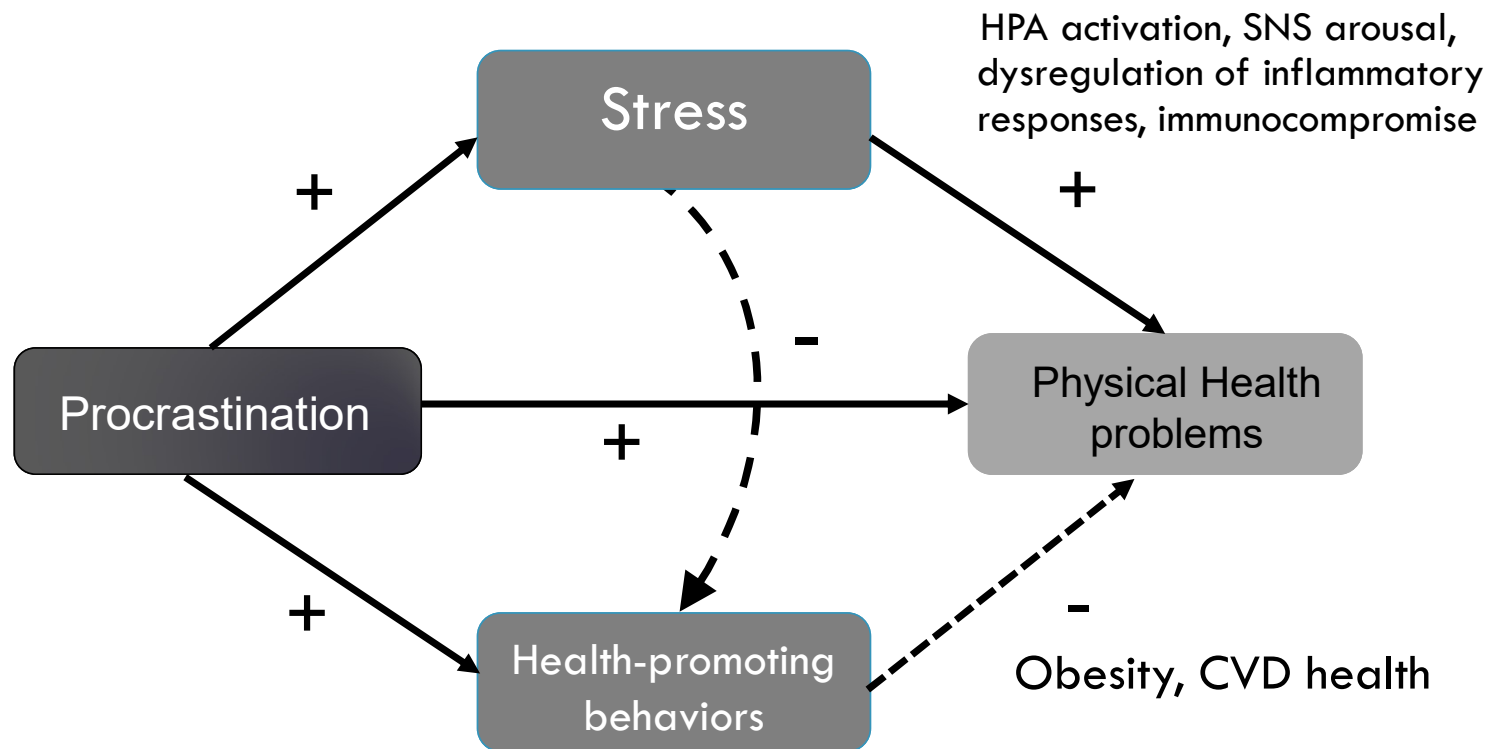 HPA activation, SNS arousal,
dysregulation of inflammatory
responses, immunocompromise
Stress
+
+
-
Procrastination
+
Physical Health
problems
+
-
Health-promoting
behaviors
Obesity, CVD health